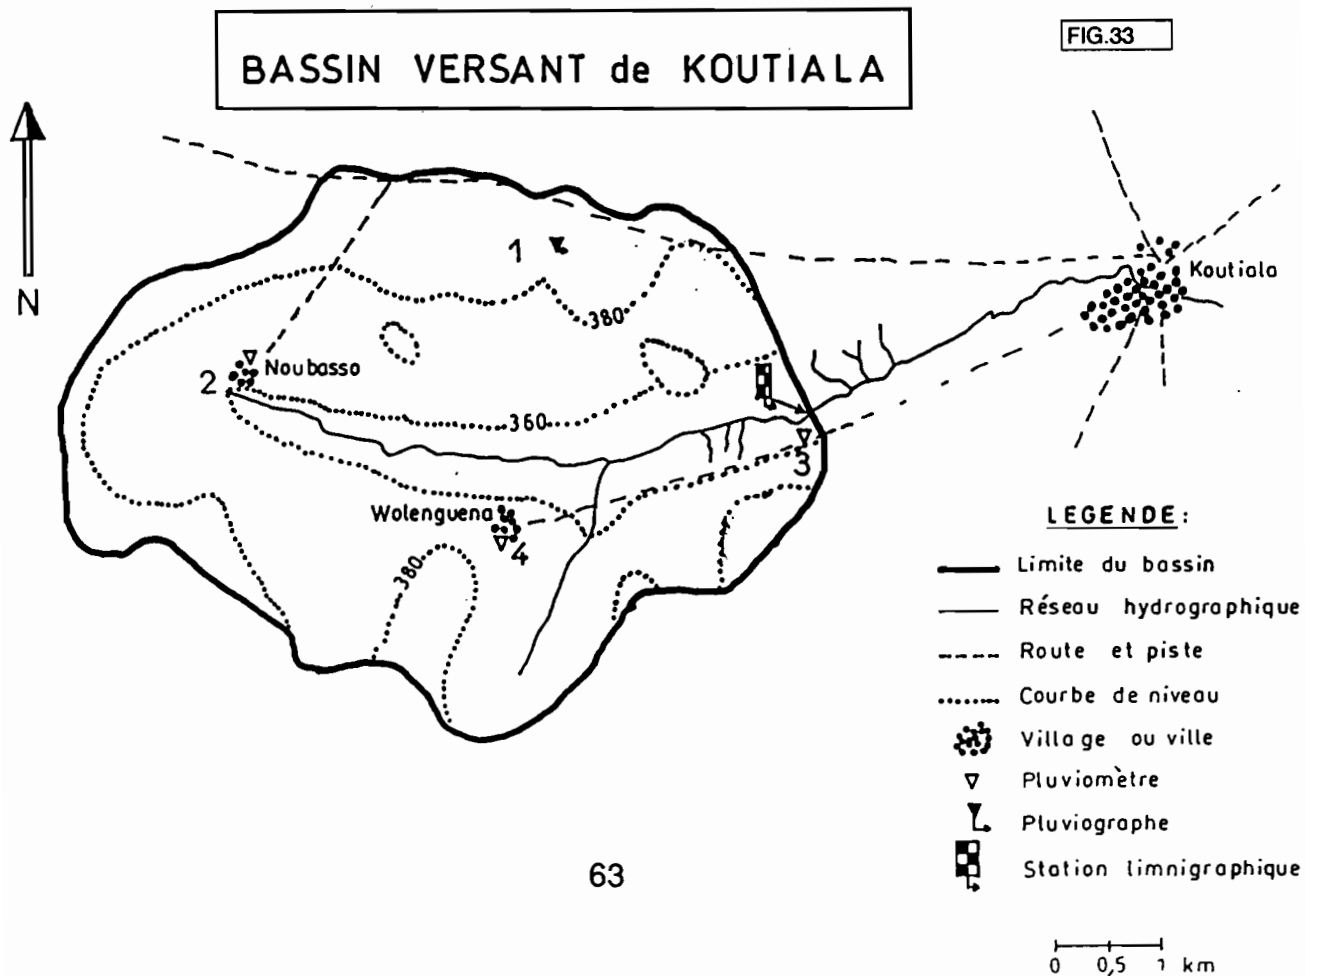 BASSIN VERSANT de KOUTIALA
FIG.33
N
1
Koutiala
380
2
Noubasso
360
3
Wolenguena
4
380
LEGENDE:
Limite du bassin
Réseau hydrographique
Route et piste
Courbe de niveau
Village ou ville
Pluviomètre
Pluviographe
Station limnigraphique
63
0 0,5 1 km